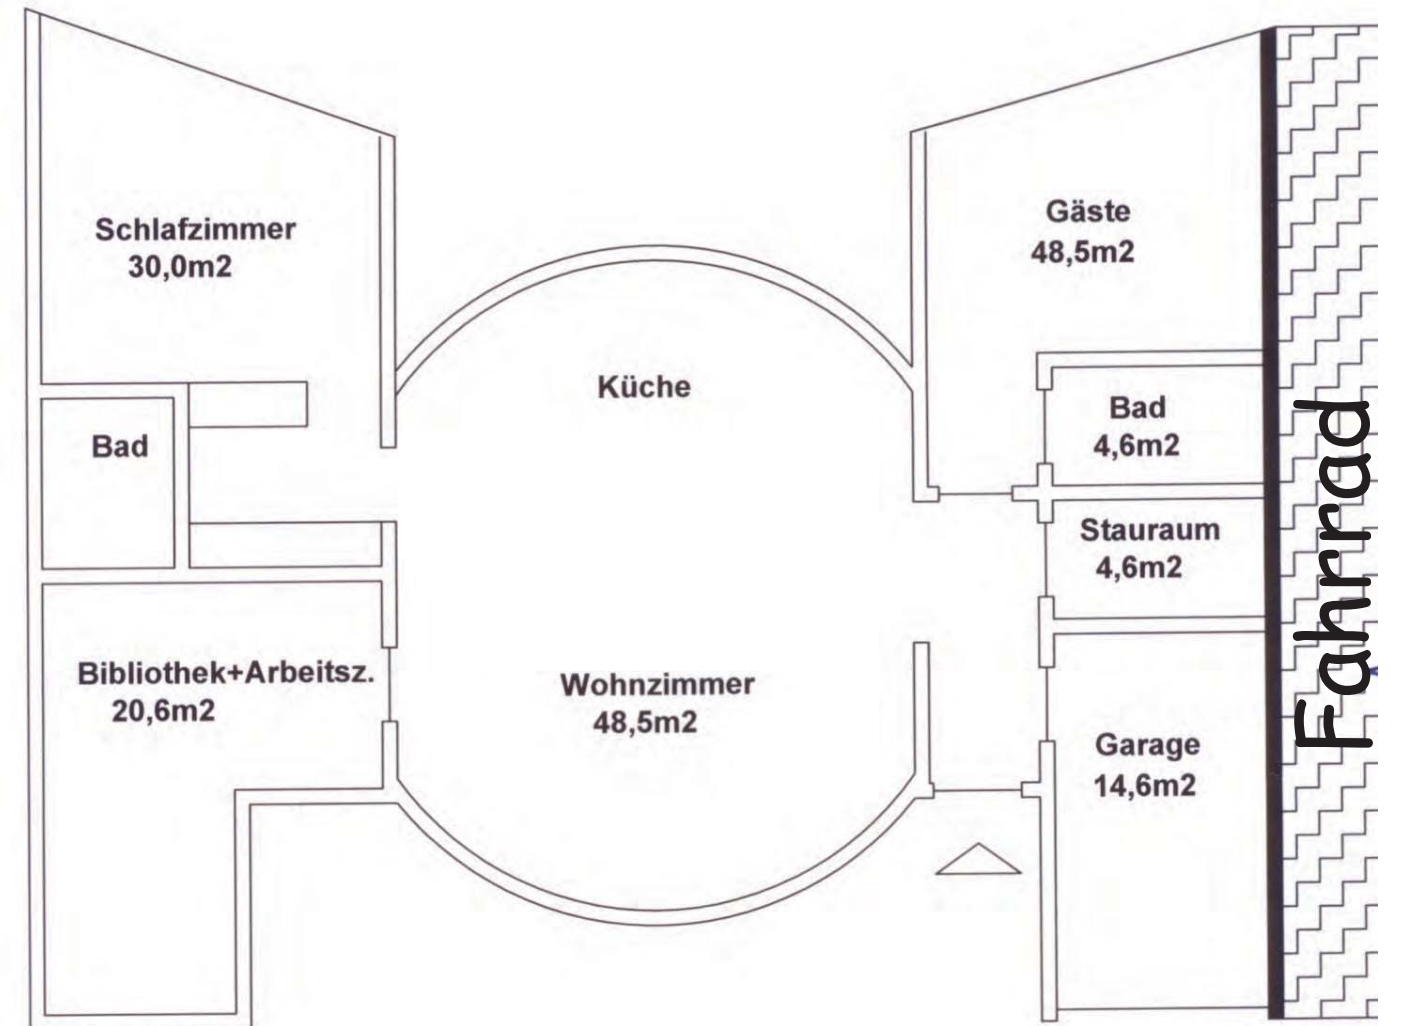 Schlafzimmer
30,0m2
Gäste
48,5m2
Küche
Bad
4,6m2
Bad
Stauraum
4,6m2
Bibliothek+Arbeitsz.
20,6m2
Wohnzimmer
48,5m2
Garage
14,6m2
Fahrrad